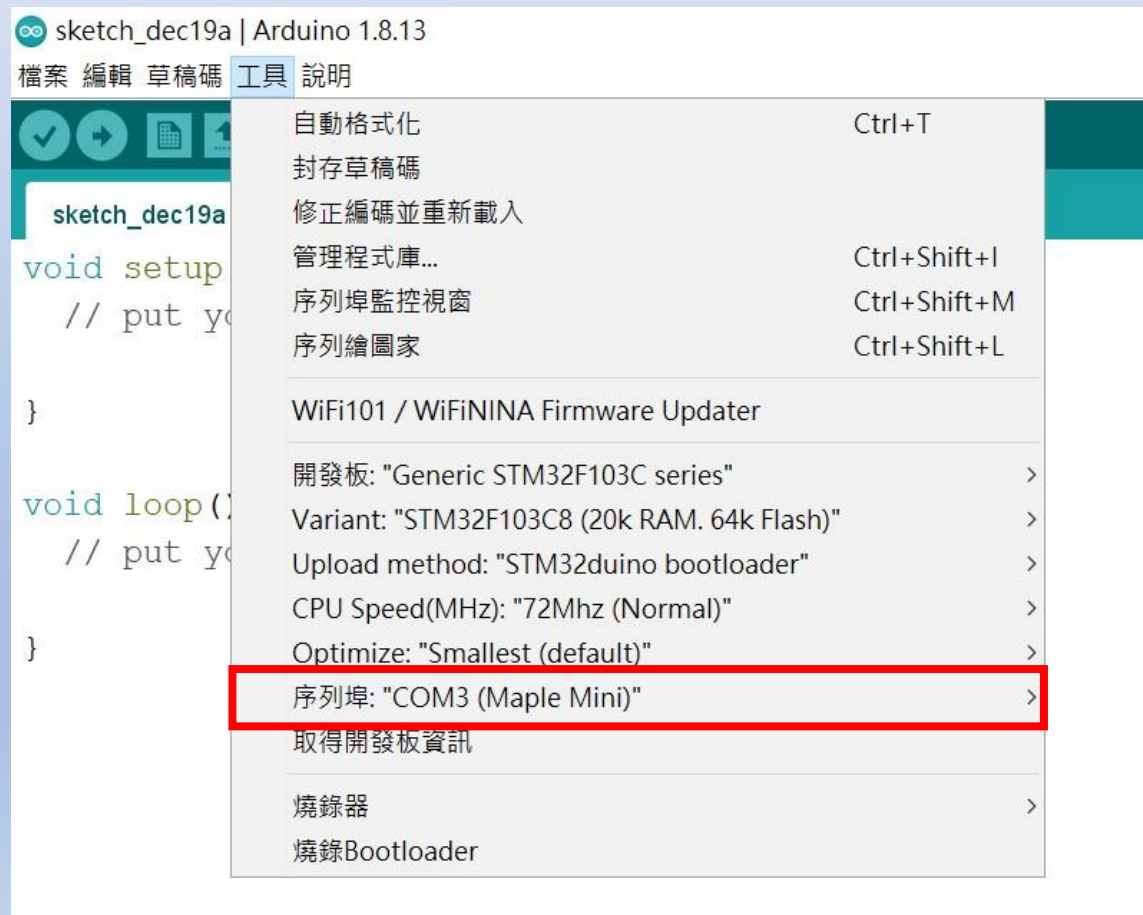 sketch_dec19a | Arduino 1.8.13
檔案 編輯 草稿碼 工具 說明
自動格式化 Ctrl+T
封存草稿碼
修正編碼並重新載入
管理程式庫... Ctrl+Shift+I
序列埠監控視窗 Ctrl+Shift+M
序列繪圖家 Ctrl+Shift+L
WiFi101 / WiFiNINA Firmware Updater
開發板: "Generic STM32F103C series"
Variant: "STM32F103C8 (20k RAM. 64k Flash)"
Upload method: "STM32duino bootloader"
CPU Speed(MHz): "72Mhz (Normal)"
Optimize: "Smallest (default)"
序列埠: "COM3 (Maple Mini)"
取得開發板資訊
燒錄器
燒錄Bootloader
sketch_dec19a
void setup
// put yo
}
void loop()
// put yo
}